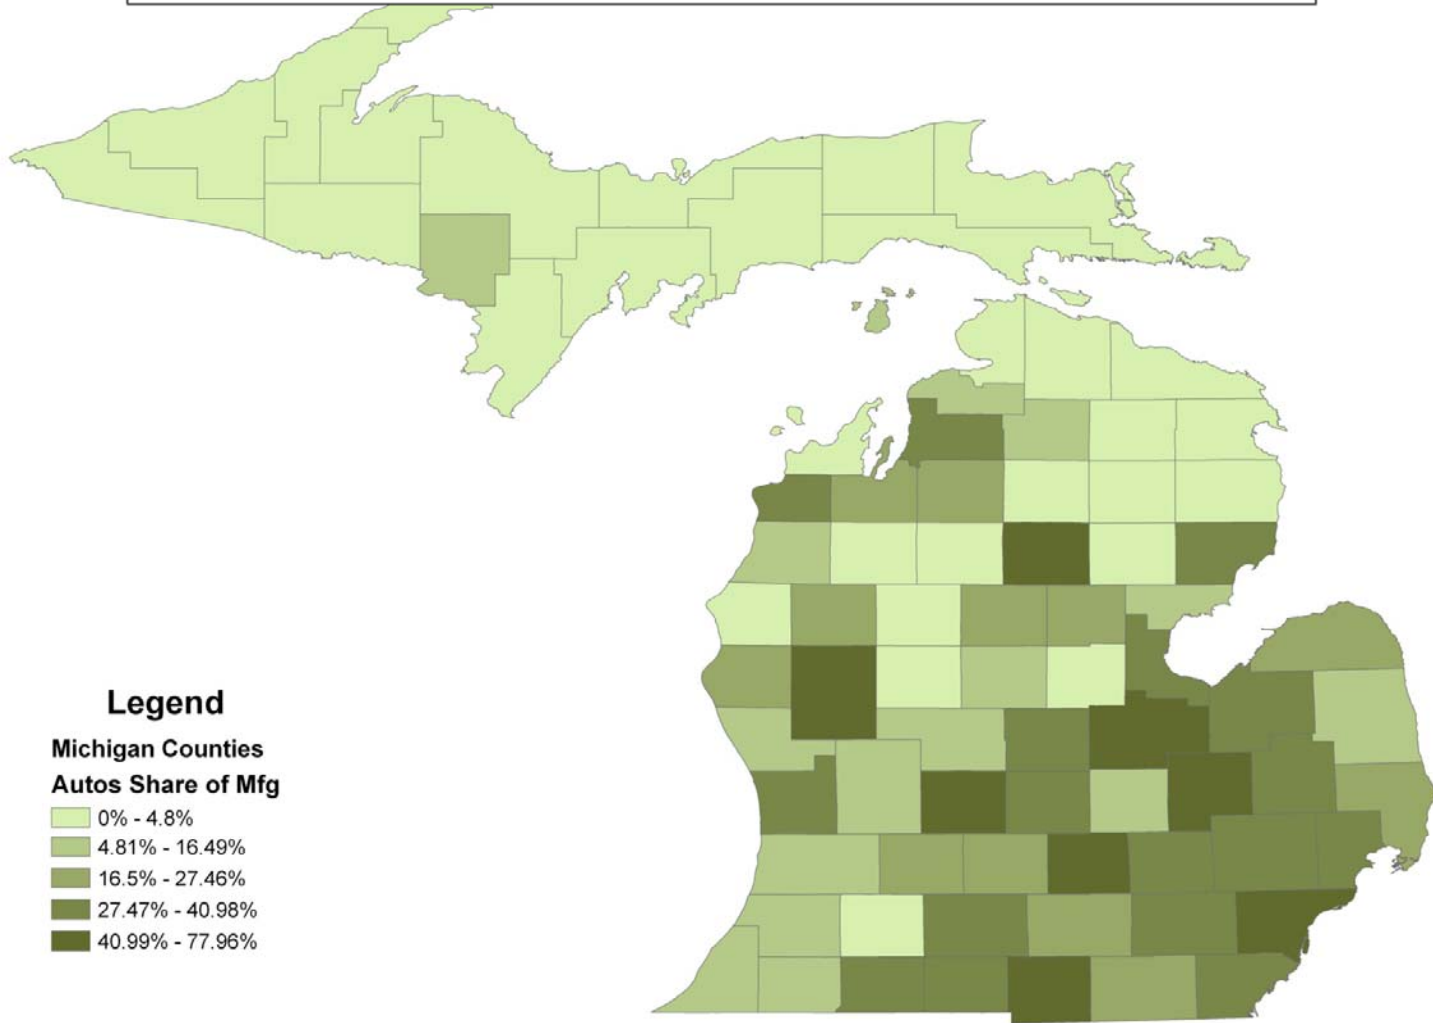 Legend
Michigan Counties
Autos Share of Mfg
0% - 4.8%
4.81% - 16.49%
16.5% - 27.46%
27.47% - 40.98%
40.99% - 77.96%